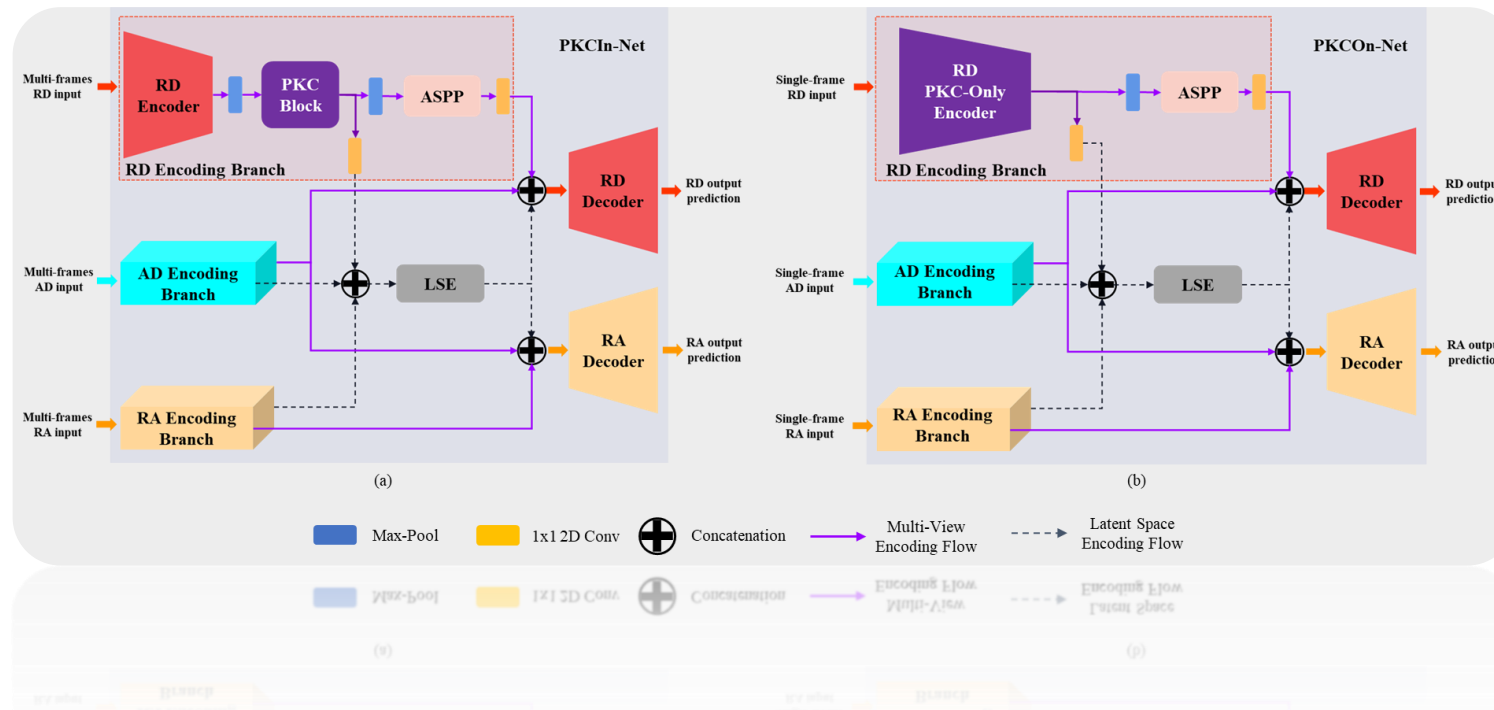 PKCIn-Net
Multi-frames
RD input
RD
Encoder
PKC
Block
ASPP
RD Encoding Branch
RD
Decoder
RD output
prediction
Multi-frames
AD input
AD Encoding
Branch
LSE
RA
Decoder
RA output
prediction
Multi-frames
RA input
RA Encoding
Branch
(a)
PKCOn-Net
Single-frame
RD input
RD
PKC-Only
Encoder
ASPP
RD Encoding Branch
RD
Decoder
RD output
prediction
Single-frame
AD input
AD Encoding
Branch
LSE
RA
Decoder
RA output
prediction
Single-frame
RA input
RA Encoding
Branch
(b)
Max-Pool
1x1 2D Conv
Concatenation
Multi-View
Encoding Flow
Latent Space
Encoding Flow